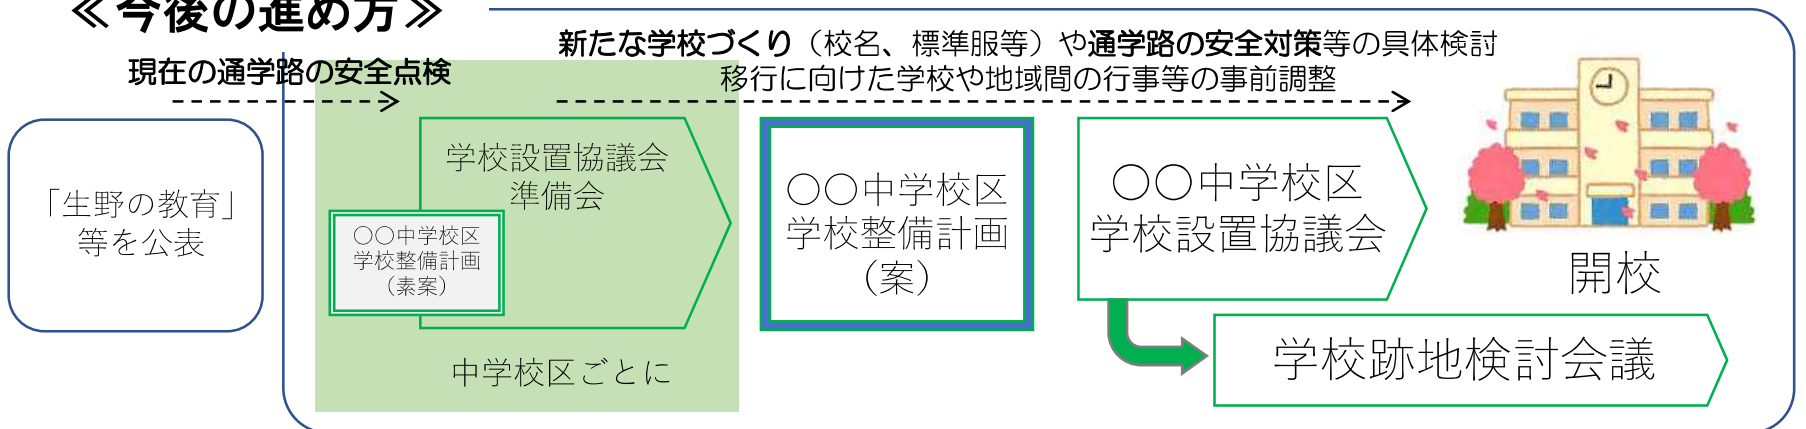 ≪今後の進め方≫
新たな学校づくり（校名、標準服等）や通学路の安全対策等の具体検討
移行に向けた学校や地域間の行事等の事前調整
現在の通学路の安全点検
「生野の教育」
等を公表
学校設置協議会
準備会
〇〇中学校区
学校整備計画
（素案）
中学校区ごとに
〇〇中学校区
学校整備計画
（案）
〇〇中学校区
学校設置協議会
開校
学校跡地検討会議